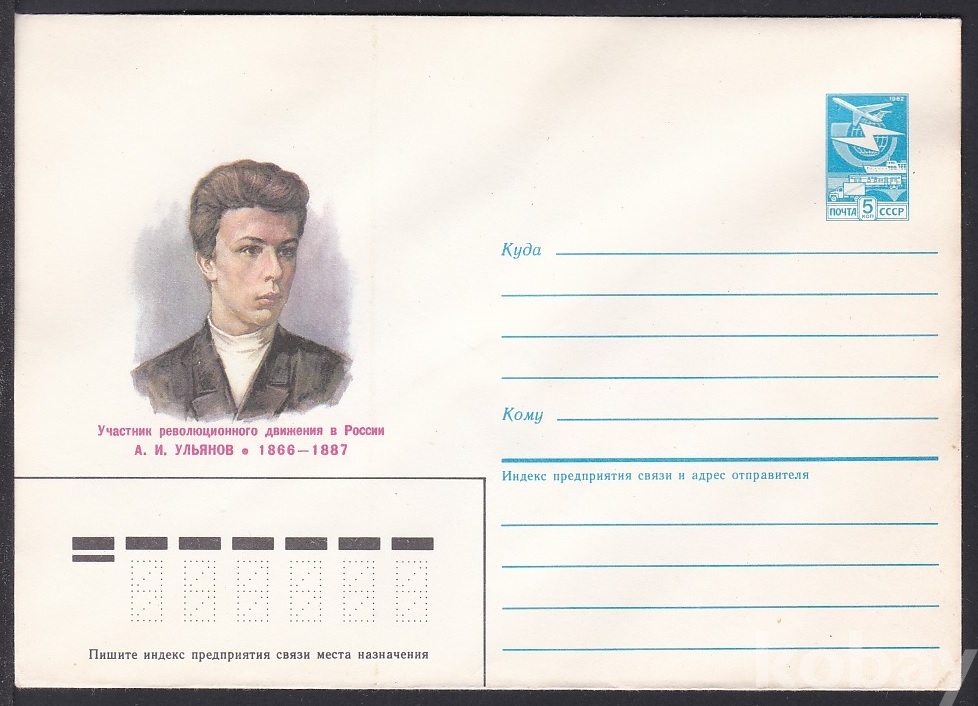 1982
ПОЧТА 5 КОП СССР
Куда
Кому
Участник революционного движения в России
А. И. УЛЬЯНОВ • 1866—1887
Индекс предприятия связи и адрес отправителя
Пишите индекс предприятия связи места назначения
kobay